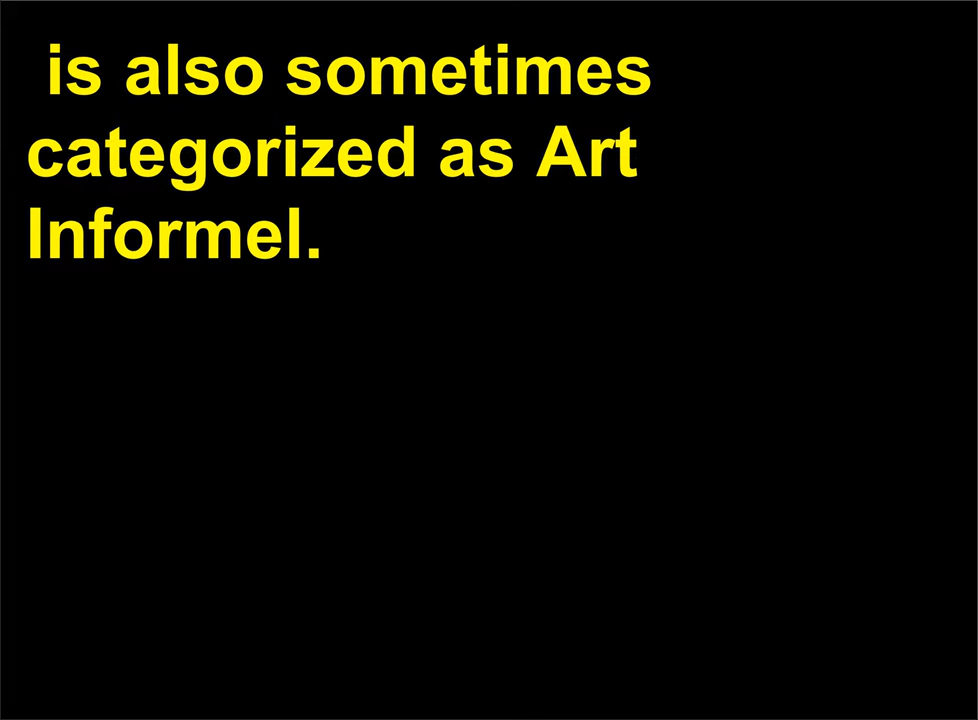 is also sometimes
categorized as Art
Informel.